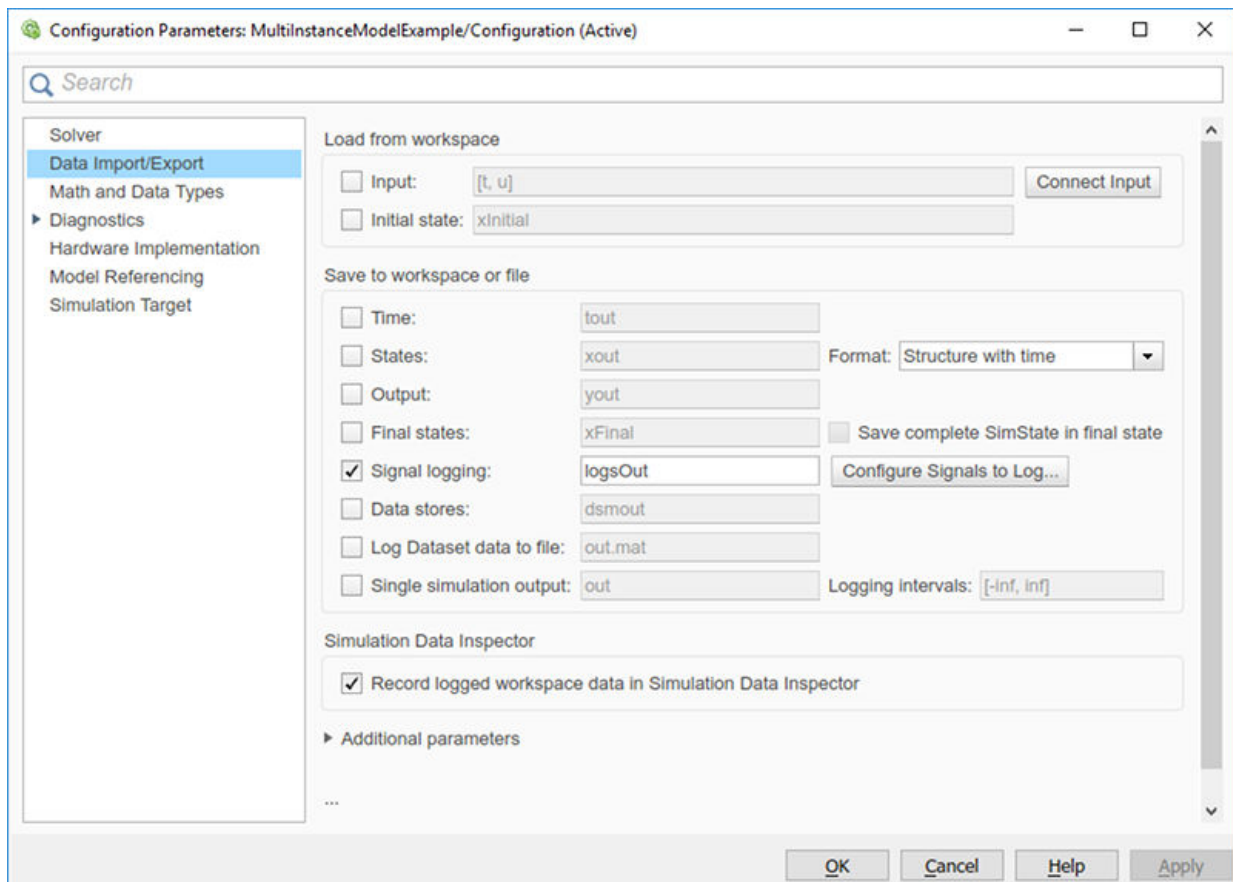 Configuration Parameters: MultiInstanceModelExample/Configuration (Active)
Search
Solver
Data Import/Export
Math and Data Types
Diagnostics
Hardware Implementation
Model Referencing
Simulation Target
Load from workspace
Input: [t, u] Connect Input
Initial state: xInitial
Save to workspace or file
Time: tout
States: xout Format: Structure with time
Output: yout
Final states: xFinal Save complete SimState in final state
Signal logging: logsOut Configure Signals to Log...
Data stores: dsmout
Log Dataset data to file: out.mat
Single simulation output: out Logging intervals: [-inf, inf]
Simulation Data Inspector
Record logged workspace data in Simulation Data Inspector
Additional parameters
...
OK Cancel Help Apply